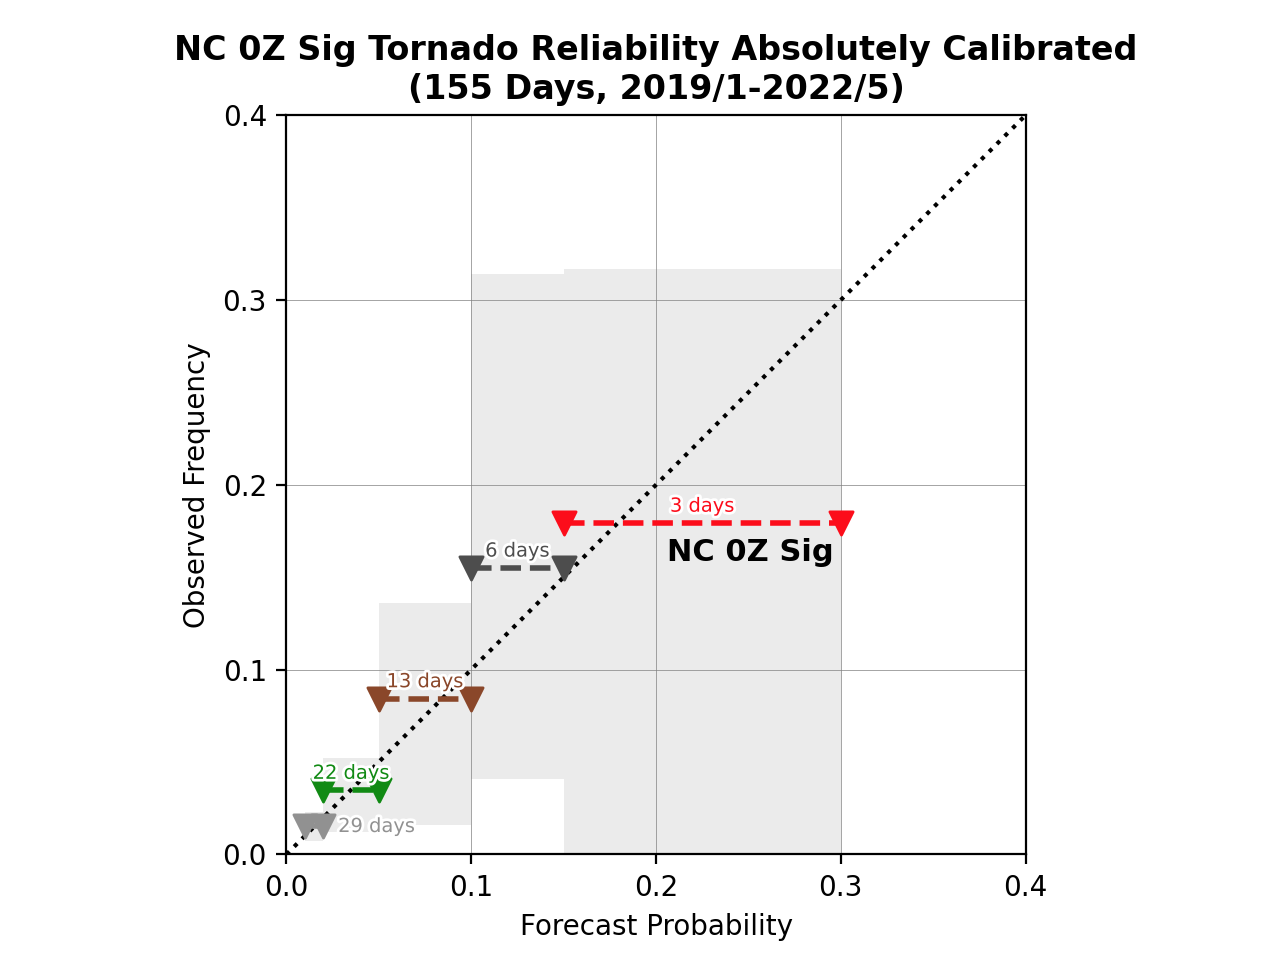 NC 0Z Sig Tornado Reliability Absolutely Calibrated
(155 Days, 2019/1-2022/5)
0.4
0.3
0.2
0.1
0.0
Observed Frequency
3 days
NC 0Z Sig
6 days
13 days
22 days
29 days
0.0
0.1
0.2
0.3
0.4
Forecast Probability